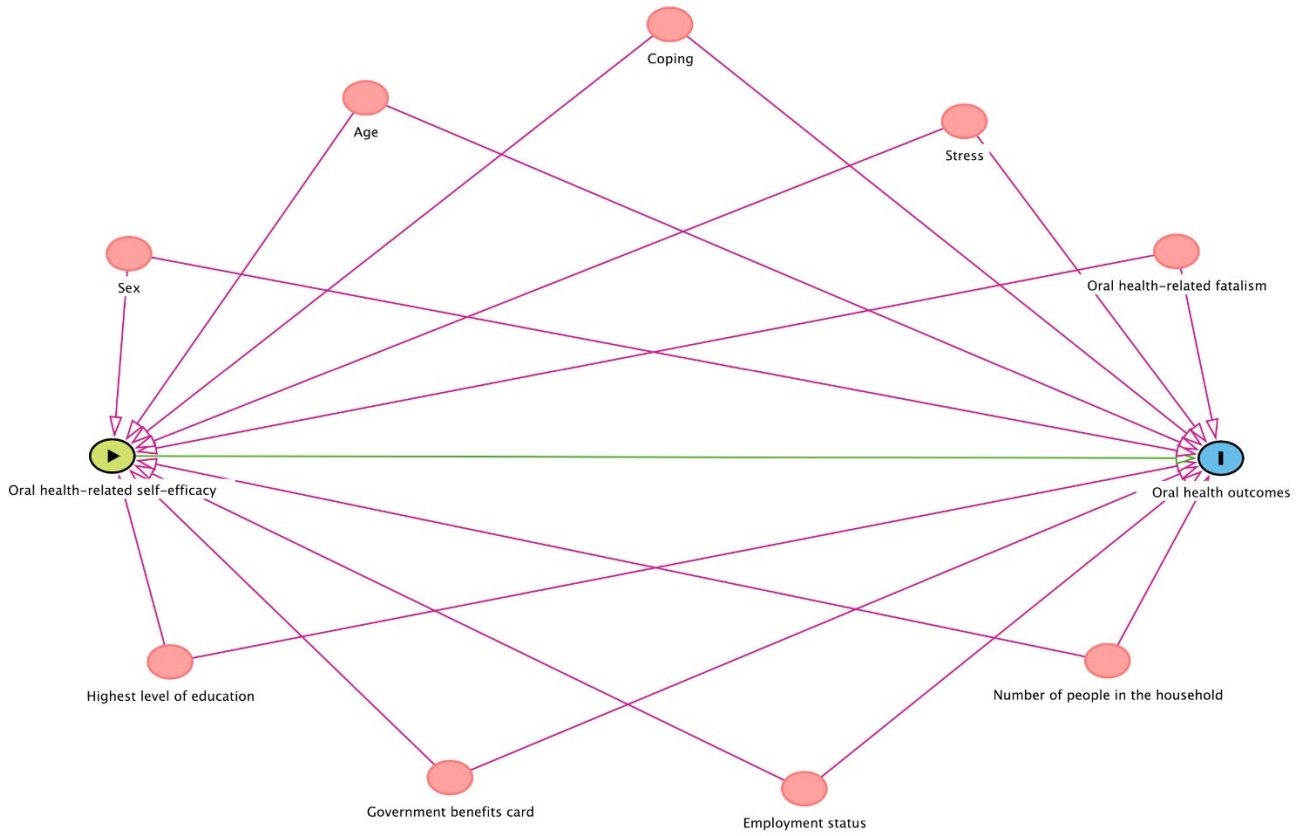 Coping
Age
Stress
Sex
Oral health-related fatalism
Oral health-related self-efficacy
Oral health outcomes
Highest level of education
Number of people in the household
Government benefits card
Employment status